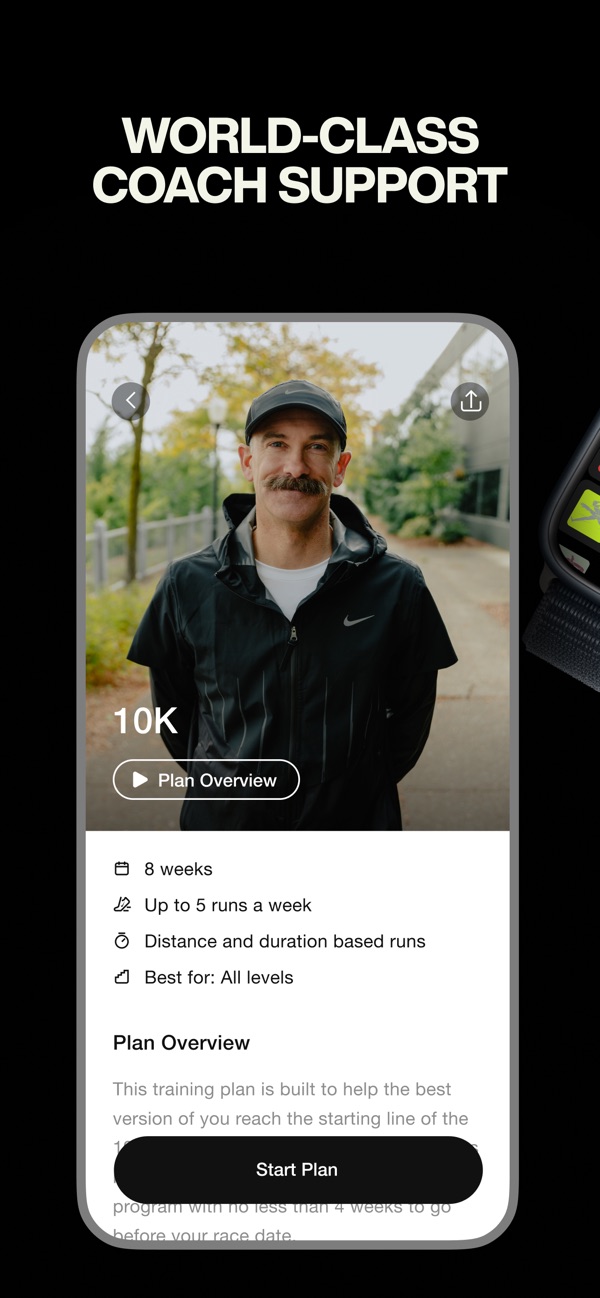 WORLD-CLASS
COACH SUPPORT
10K
Plan Overview
8 weeks
Up to 5 runs a week
Distance and duration based runs
Best for: All levels
Plan Overview
This training plan is built to help the best
version of you reach the starting line of the
Start Plan
program with no less than 4 weeks to go
before your race date.